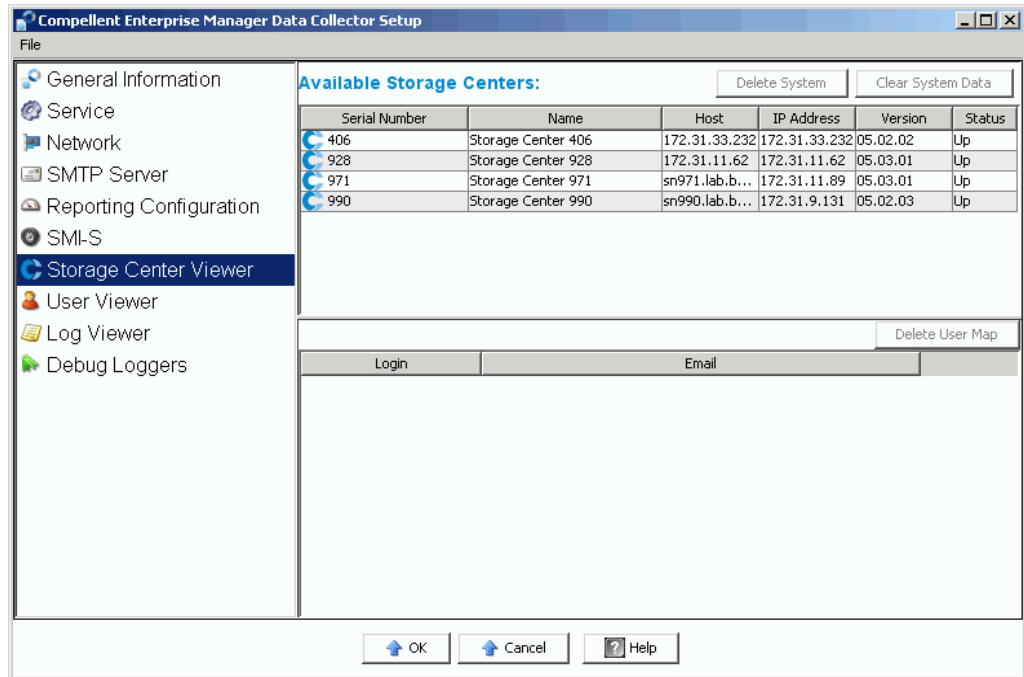 Compellent Enterprise Manager Data Collector Setup
File
General Information
Service
Network
SMTP Server
Reporting Configuration
SMI-S
Storage Center Viewer
User Viewer
Log Viewer
Debug Loggers
Available Storage Centers: Delete System Clear System Data
Serial Number Name Host IP Address Version Status
406 Storage Center 406 172.31.33.232 172.31.33.232 05.02.02 Up
928 Storage Center 928 172.31.11.62 172.31.11.62 05.03.01 Up
971 Storage Center 971 sn971.lab.b... 172.31.11.89 05.03.01 Up
990 Storage Center 990 sn990.lab.b... 172.31.9.131 05.02.03 Up
Delete User Map
Login Email
OK Cancel ? Help